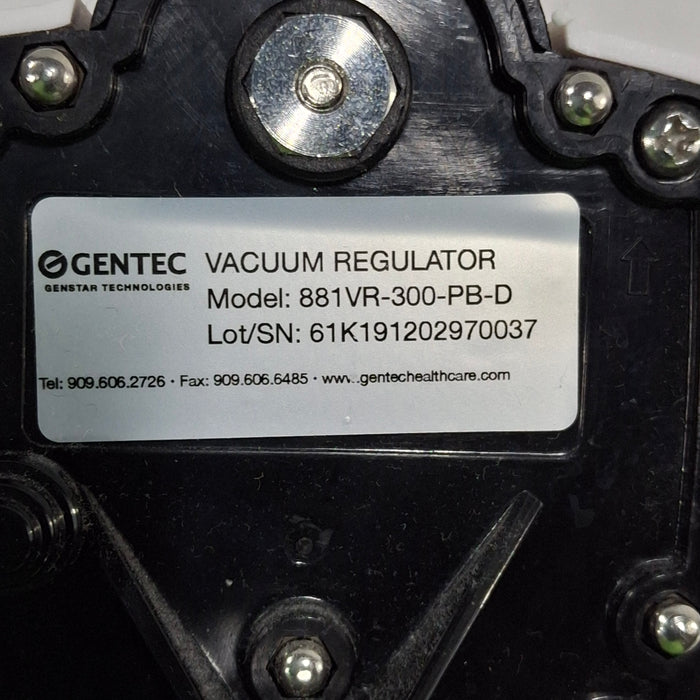 GENTEC VACUUM REGULATOR
GENSTAR TECHNOLOGIES
Model: 881VR-300-PB-D
Lot/SN: 61K191202970037
Tel: 909.606.2726 · Fax: 909.606.6485 · www.gentechealthcare.com